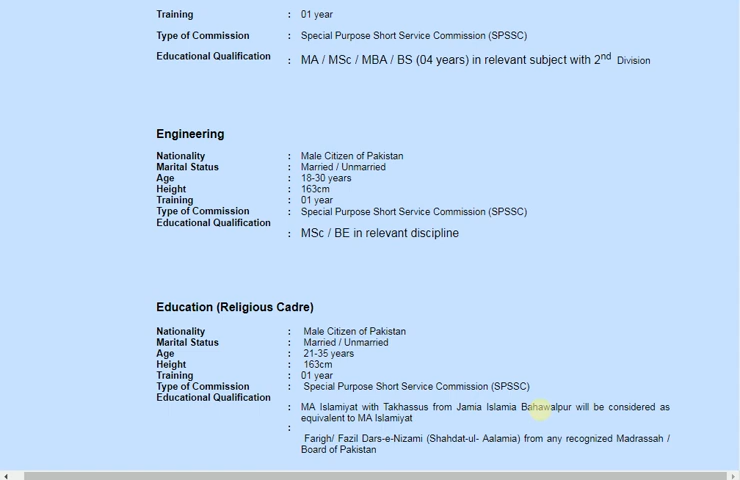 Training : 01 year
Type of Commission : Special Purpose Short Service Commission (SPSSC)
Educational Qualification : MA / MSc / MBA / BS (04 years) in relevant subject with 2nd Division
Engineering
Nationality : Male Citizen of Pakistan
Marital Status : Married / Unmarried
Age : 18-30 years
Height : 163cm
Training : 01 year
Type of Commission : Special Purpose Short Service Commission (SPSSC)
Educational Qualification
: MSc / BE in relevant discipline
Education (Religious Cadre)
Nationality : Male Citizen of Pakistan
Marital Status : Married / Unmarried
Age : 21-35 years
Height : 163cm
Training : 01 year
Type of Commission : Special Purpose Short Service Commission (SPSSC)
Educational Qualification
: MA Islamiyat with Takhassus from Jamia Islamia Bahawalpur will be considered as
equivalent to MA Islamiyat
:
Farigh/ Fazil Dars-e-Nizami (Shahdat-ul- Aalamia) from any recognized Madrassah /
Board of Pakistan